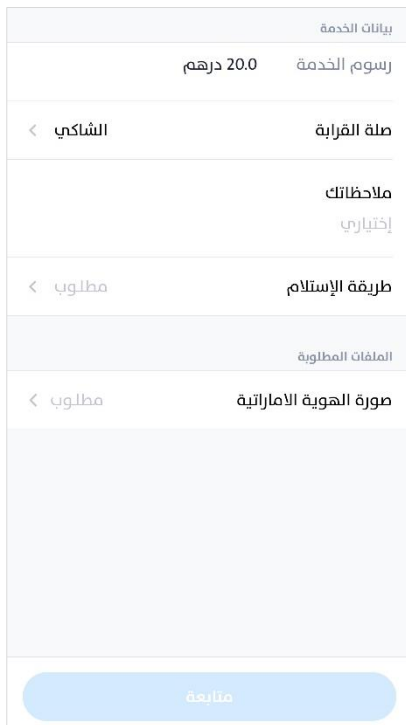 بيانات الخدمة
رسوم الخدمة 20.0 درهم
صلة القرابة الشاكي
ملاحظاتك
إختياري
طريقة الإستلام مطلوب
الملفات المطلوبة
صورة الهوية الاماراتية مطلوب
متابعة